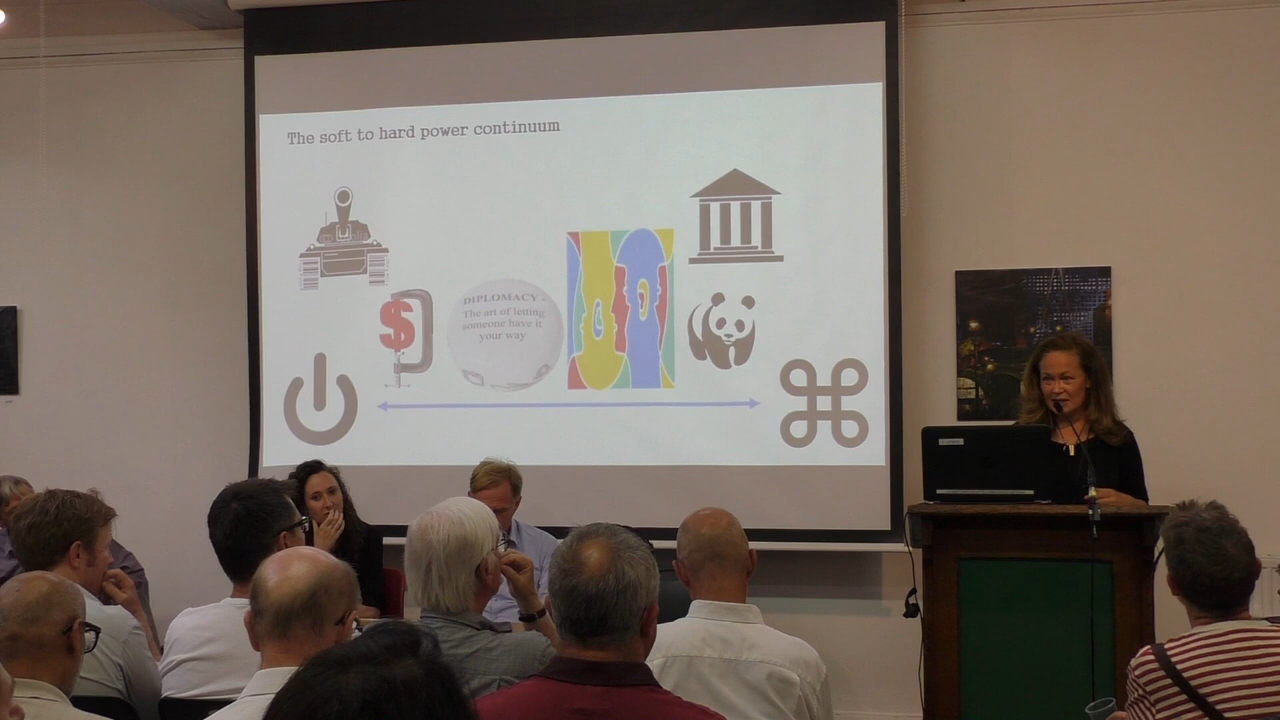 The soft to hard power continuum
$
DIPLOMACY -
The art of letting
someone have it
your way